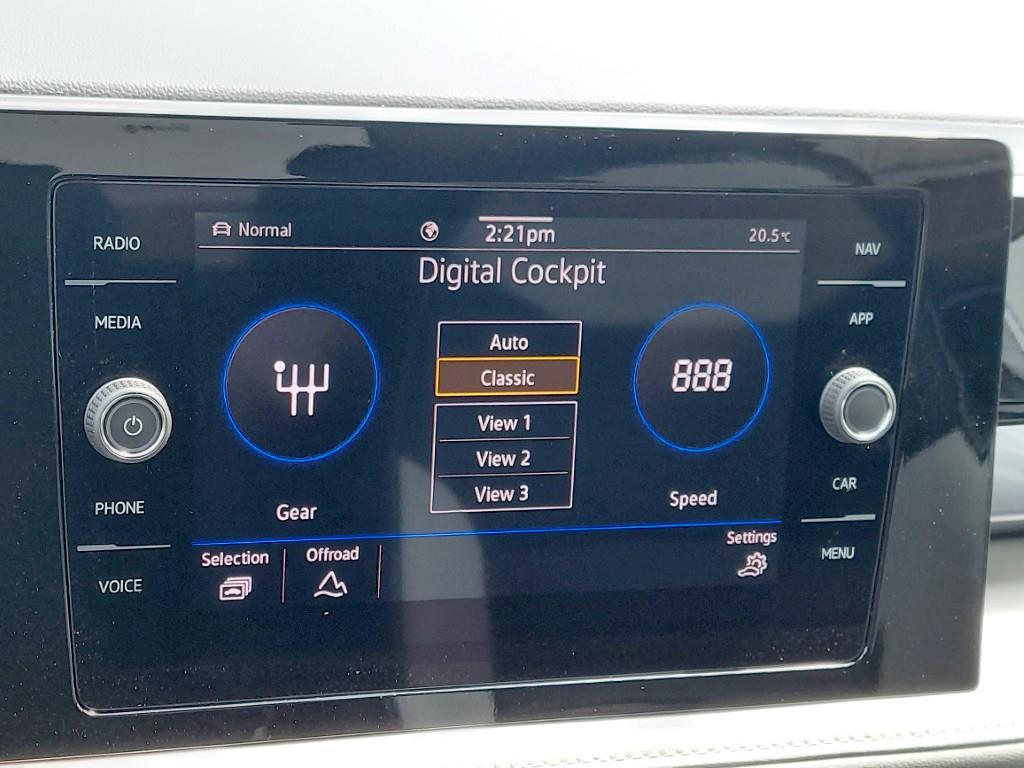 RADIO
MEDIA
PHONE
VOICE
Normal
2:21pm
20.5°C
Digital Cockpit
Auto
Classic
View 1
View 2
View 3
Gear
888
Speed
Selection
Offroad
Settings
NAV
APP
CAR
MENU